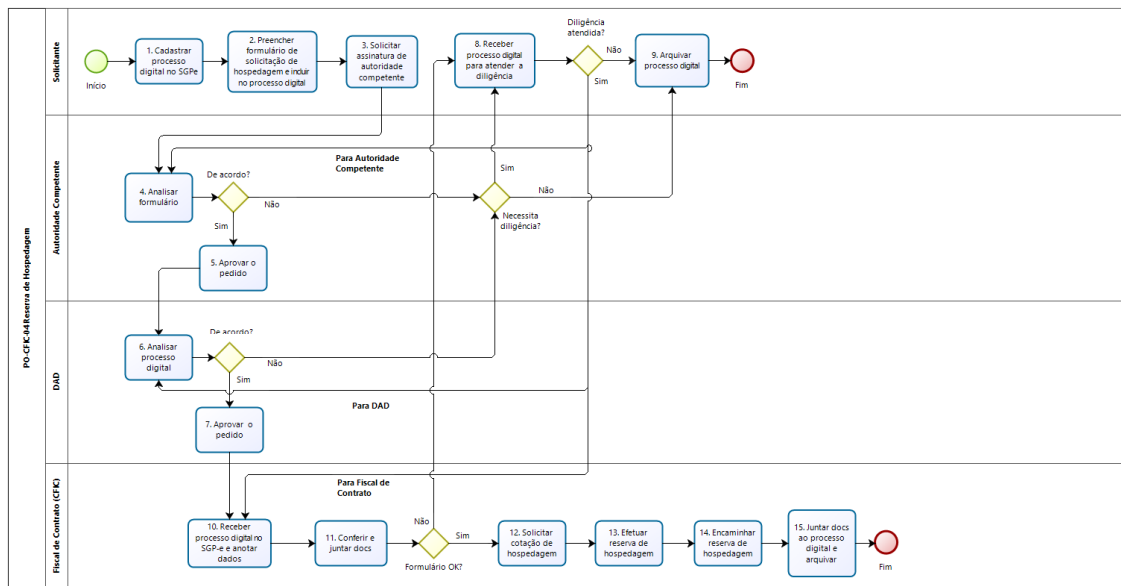 PO-CFIC-04 Reserva de Hospedagem
Solicitante
Início
1. Cadastrar
processo
digital no SGPe
2. Preencher
formulário de
solicitação de
hospedagem e induir
no processo digital
3. Solicitar
assinatura de
autoridade
competente
8. Receber
processo digital
para atender a
diligência
Diligência
atendida?
Não
Sim
9. Arquivar
processo digital
Fim
Autoridade Competente
Para Autoridade
Competente
4. Analisar
formulário
De acordo?
Não
Sim
5. Aprovar o
pedido
Sim
Não
Necessita
diligência?
DAD
6. Analisar
processo
digital
De acordo?
Não
Sim
Para DAD
7. Aprovar o
pedido
Fiscal de Contrato (CFIC)
Para Fiscal de
Contrato
10. Receber
processo digital no
SGP-e e anotar
dados
11. Conferir e
juntar docs
Não
Sim
Formulário OK?
12. Solicitar
cotação de
hospedagem
13. Efetuar
reserva de
hospedagem
14. Encaminhar
reserva de
hospedagem
15. Juntar docs
ao processo
digital e
arquivar
Fim